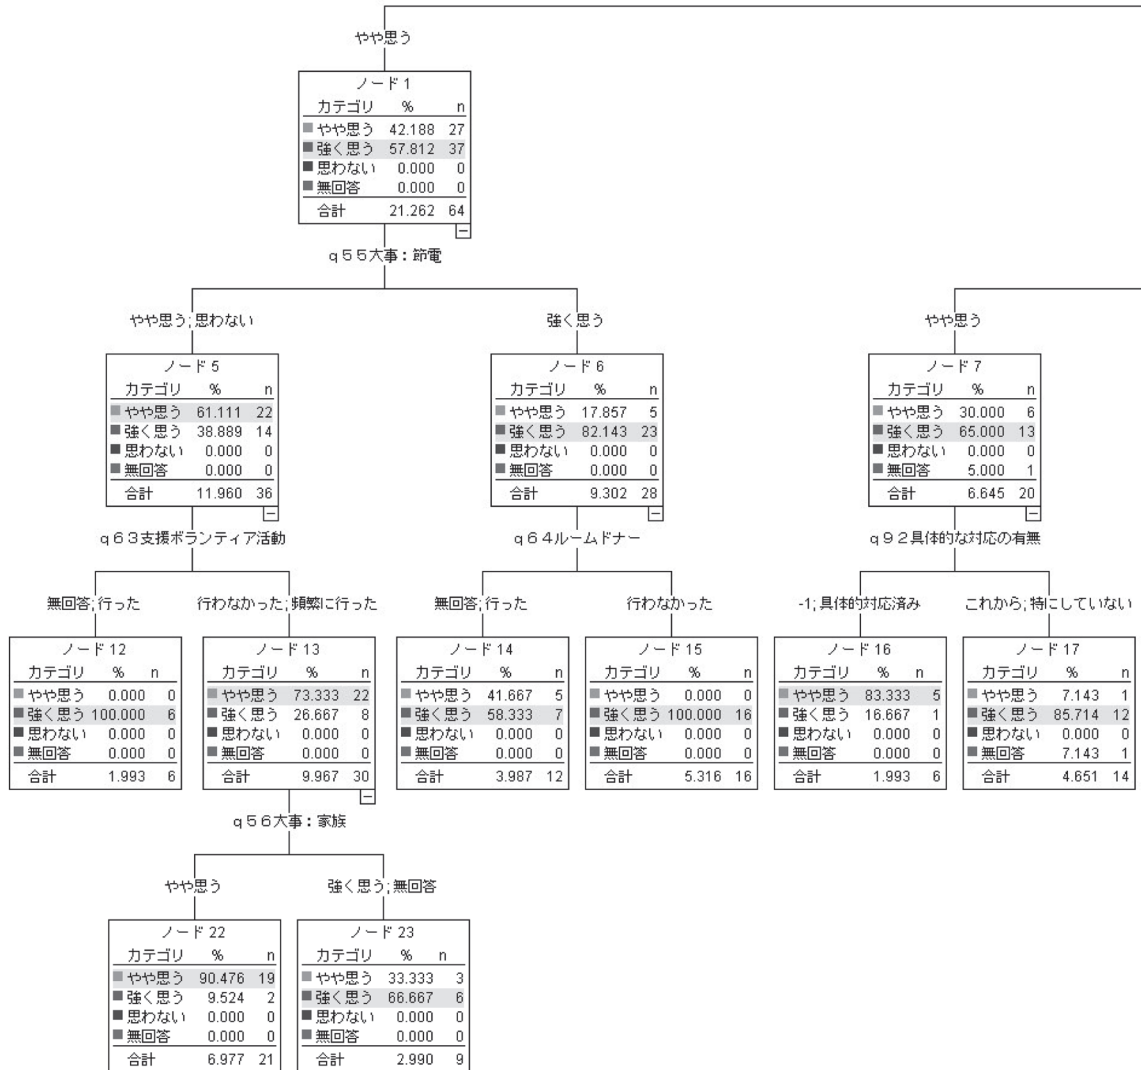 やや思う
ノード 1
カテゴリ % n
やや思う 42.188 27
強く思う 57.812 37
思わない 0.000 0
無回答 0.000 0
合計 21.262 64
q55大事：節電
やや思う;思わない
強く思う
やや思う
ノード 5
カテゴリ % n
やや思う 61.111 22
強く思う 38.889 14
思わない 0.000 0
無回答 0.000 0
合計 11.960 36
q63支援ボランティア活動
ノード 6
カテゴリ % n
やや思う 17.857 5
強く思う 82.143 23
思わない 0.000 0
無回答 0.000 0
合計 9.302 28
q64ルームドナー
ノード 7
カテゴリ % n
やや思う 30.000 6
強く思う 65.000 13
思わない 0.000 0
無回答 5.000 1
合計 6.645 20
q92具体的な対応の有無
無回答;行った
行わなかった;頻繁に行った
無回答;行った
行わなかった
-1;具体的対応済み
これから;特にしていない
ノード 12
カテゴリ % n
やや思う 0.000 0
強く思う 100.000 6
思わない 0.000 0
無回答 0.000 0
合計 1.993 6
ノード 13
カテゴリ % n
やや思う 73.333 22
強く思う 26.667 8
思わない 0.000 0
無回答 0.000 0
合計 9.967 30
q56大事：家族
ノード 14
カテゴリ % n
やや思う 41.667 5
強く思う 58.333 7
思わない 0.000 0
無回答 0.000 0
合計 3.987 12
ノード 15
カテゴリ % n
やや思う 0.000 0
強く思う 100.000 16
思わない 0.000 0
無回答 0.000 0
合計 5.316 16
ノード 16
カテゴリ % n
やや思う 83.333 5
強く思う 16.667 1
思わない 0.000 0
無回答 0.000 0
合計 1.993 6
ノード 17
カテゴリ % n
やや思う 7.143 1
強く思う 85.714 12
思わない 0.000 0
無回答 7.143 1
合計 4.651 14
やや思う
強く思う;無回答
ノード 22
カテゴリ % n
やや思う 90.476 19
強く思う 9.524 2
思わない 0.000 0
無回答 0.000 0
合計 6.977 21
ノード 23
カテゴリ % n
やや思う 33.333 3
強く思う 66.667 6
思わない 0.000 0
無回答 0.000 0
合計 2.990 9